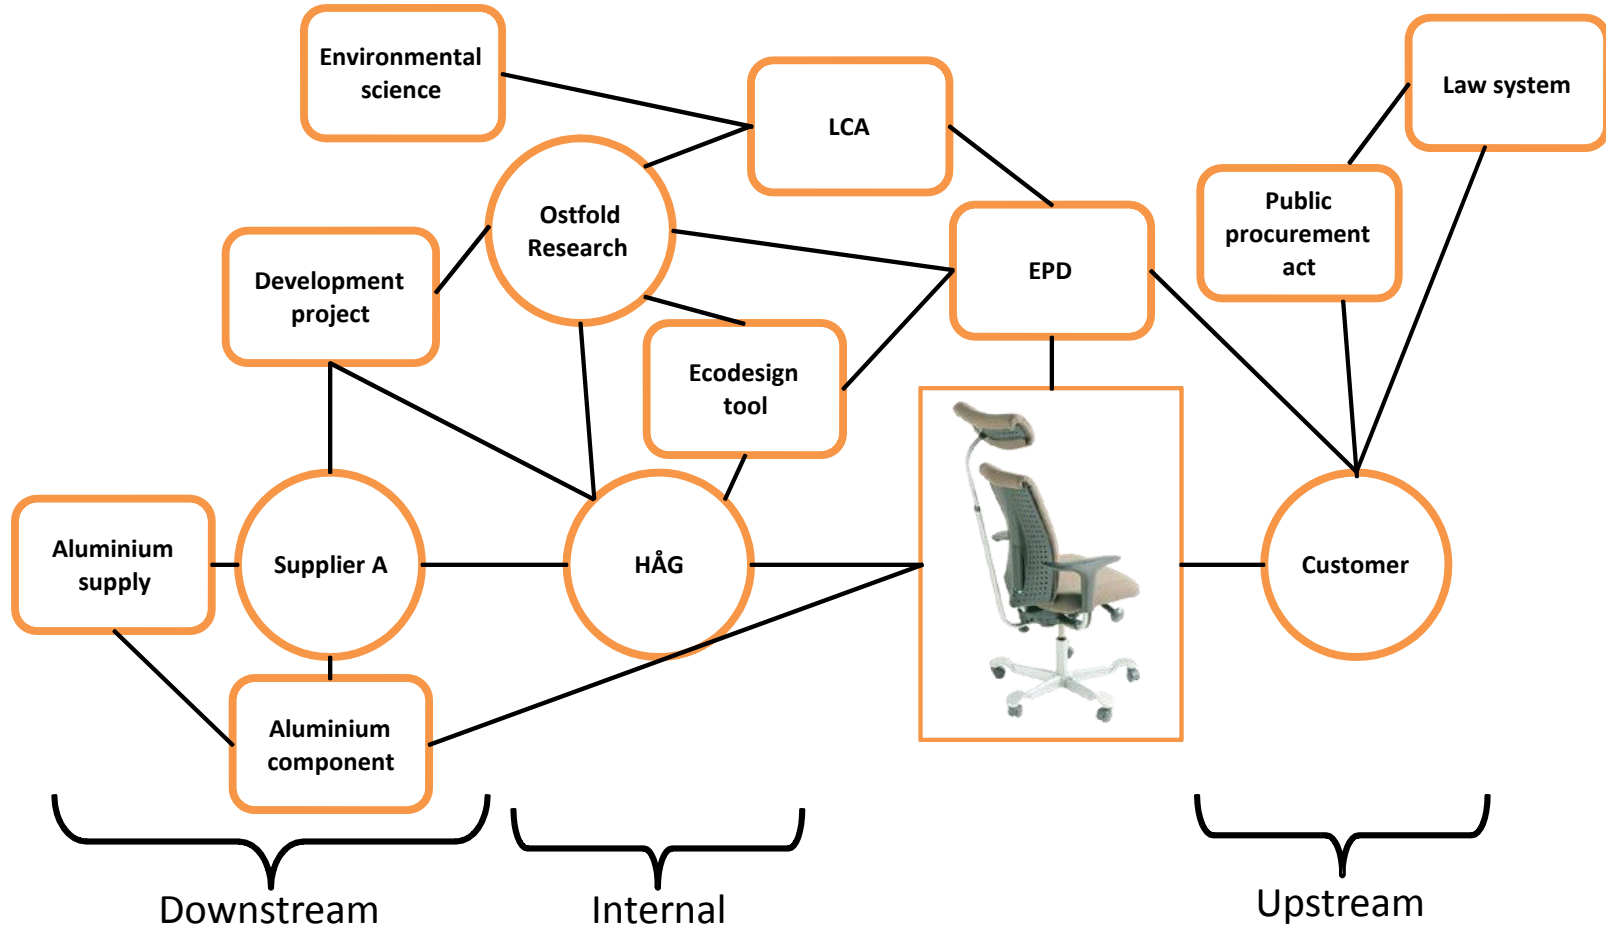 Environmental
science
LCA
Law system
Public
procurement
act
Ostfold
Research
EPD
Development
project
Ecodesign
tool
Aluminium
supply
Supplier A
HÅG
Customer
Aluminium
component
Downstream
Internal
Upstream